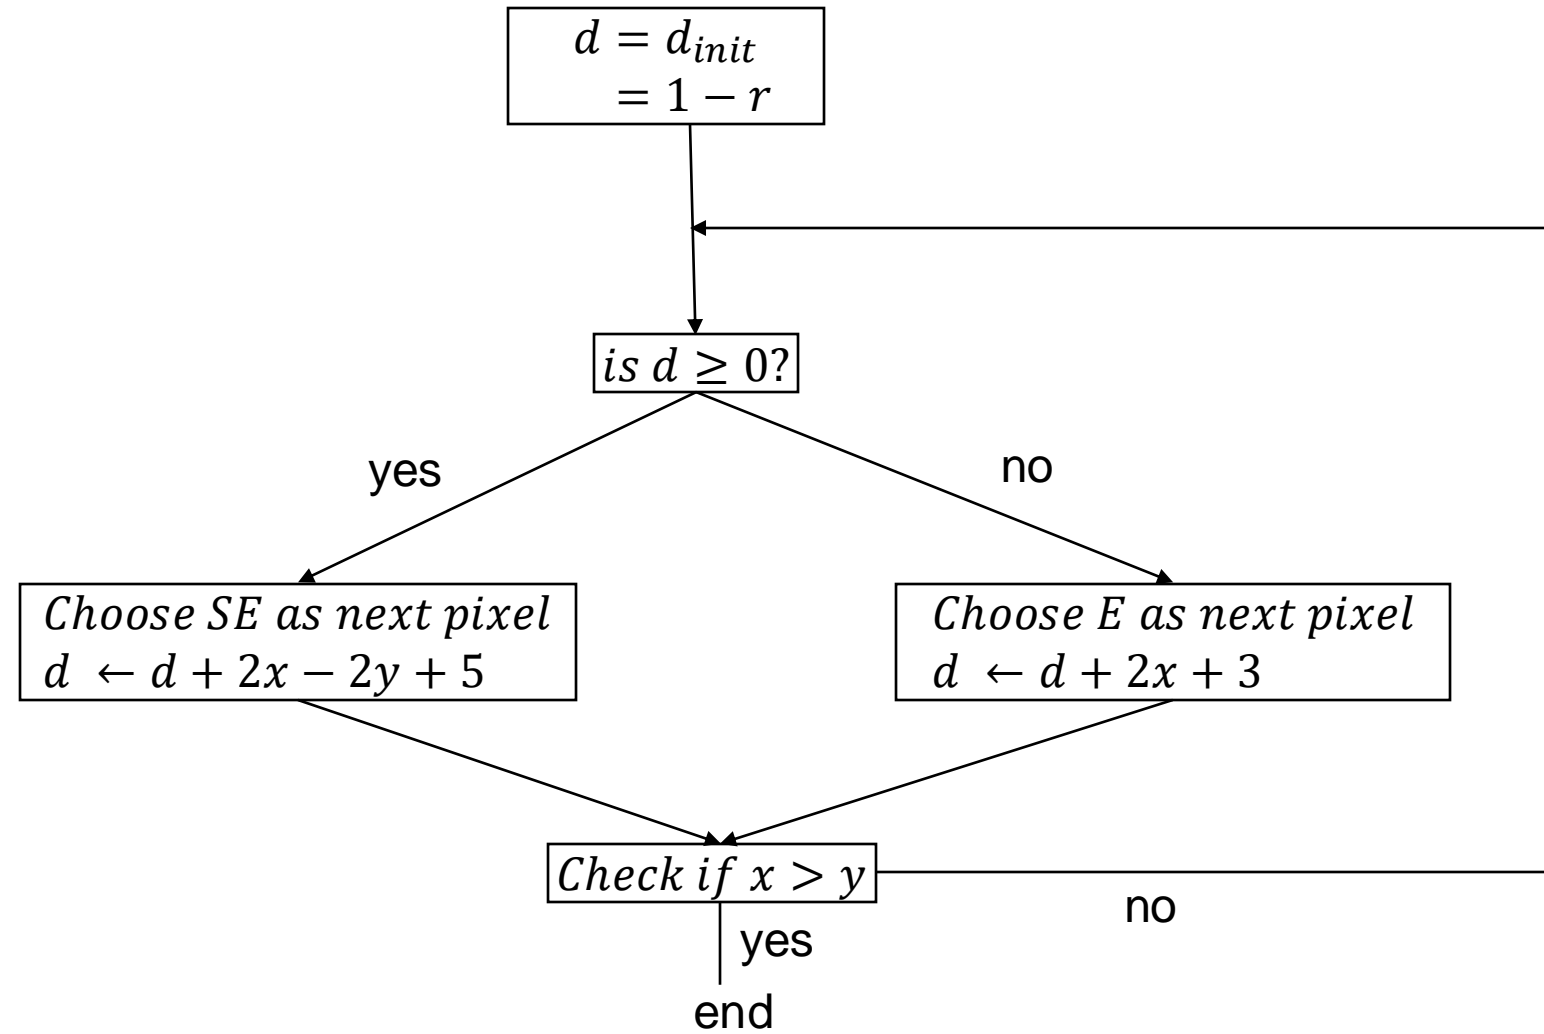 d = d_init
= 1 − r
is d ≥ 0?
yes
no
Choose SE as next pixel
d ← d + 2x − 2y + 5
Choose E as next pixel
d ← d + 2x + 3
Check if x > y
no
yes
end